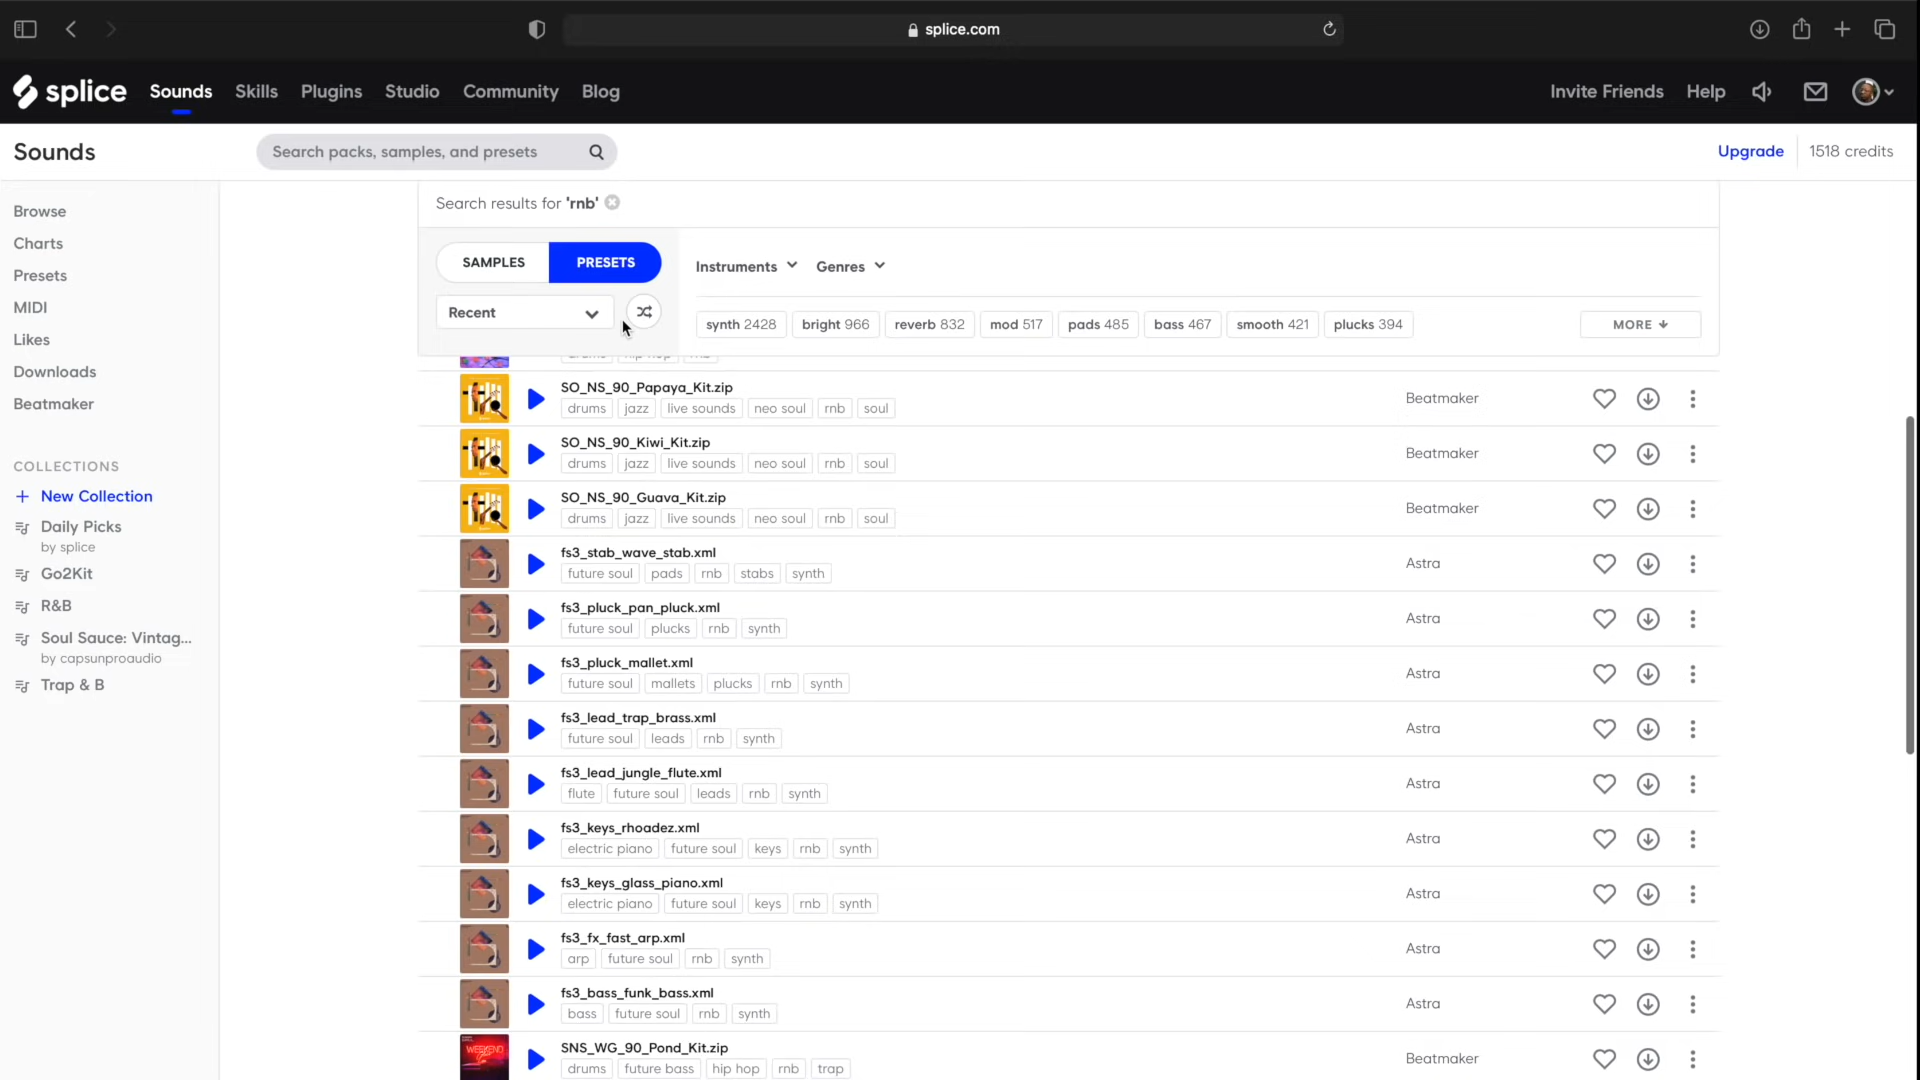 splice.com
splice Sounds Skills Plugins Studio Community Blog Invite Friends Help
Sounds Search packs, samples, and presets Upgrade 1518 credits
Browse
Charts
Presets
MIDI
Likes
Downloads
Beatmaker
COLLECTIONS
+ New Collection
Daily Picks
by splice
Go2Kit
R&B
Soul Sauce: Vintag...
by capsunproaudio
Trap & B
Search results for 'rnb'
SAMPLES PRESETS Instruments Genres
Recent
synth 2428 bright 966 reverb 832 mod 517 pads 485 bass 467 smooth 421 plucks 394 MORE
drums hip hop rnb
SO_NS_90_Papaya_Kit.zip
drums jazz live sounds neo soul rnb soul
Beatmaker
SO_NS_90_Kiwi_Kit.zip
drums jazz live sounds neo soul rnb soul
Beatmaker
SO_NS_90_Guava_Kit.zip
drums jazz live sounds neo soul rnb soul
Beatmaker
fs3_stab_wave_stab.xml
future soul pads rnb stabs synth
Astra
fs3_pluck_pan_pluck.xml
future soul plucks rnb synth
Astra
fs3_pluck_mallet.xml
future soul mallets plucks rnb synth
Astra
fs3_lead_trap_brass.xml
future soul leads rnb synth
Astra
fs3_lead_jungle_flute.xml
flute future soul leads rnb synth
Astra
fs3_keys_rhoadez.xml
electric piano future soul keys rnb synth
Astra
fs3_keys_glass_piano.xml
electric piano future soul keys rnb synth
Astra
fs3_fx_fast_arp.xml
arp future soul rnb synth
Astra
fs3_bass_funk_bass.xml
bass future soul rnb synth
Astra
WEEKEND
SNS_WG_90_Pond_Kit.zip
drums future bass hip hop rnb trap
Beatmaker